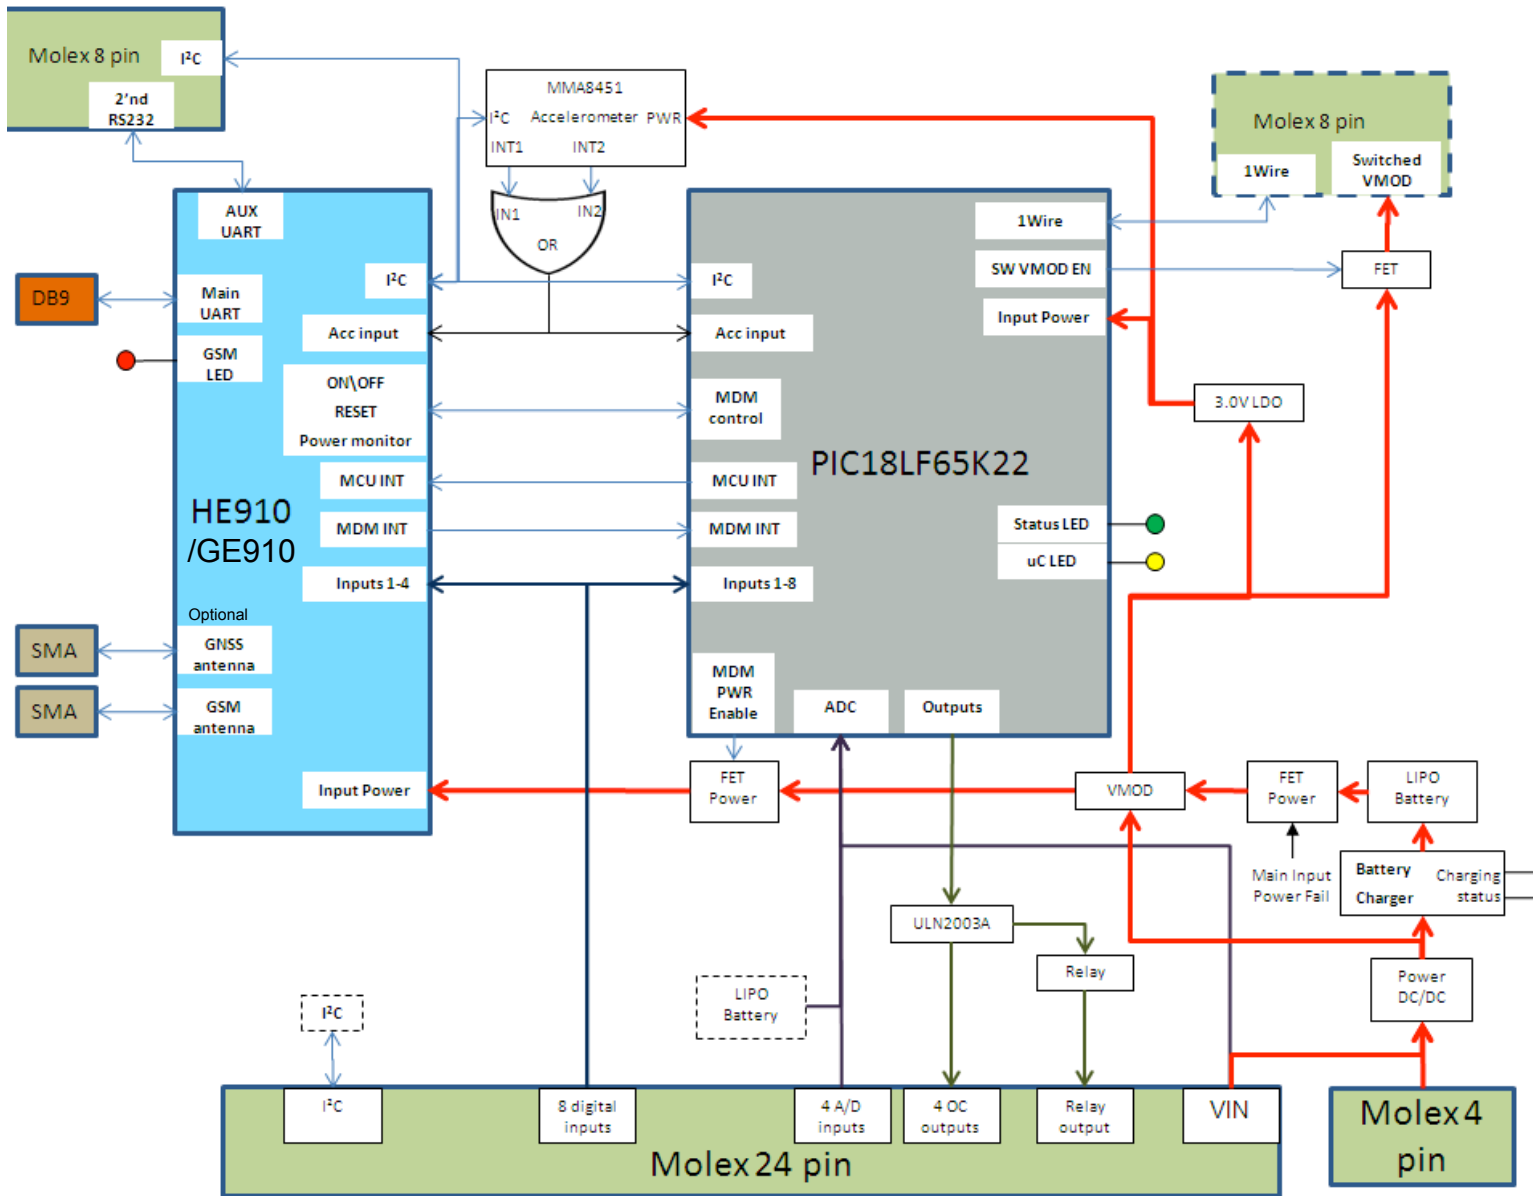 Molex 8 pin
I²C
2'nd
RS232
MMA8451
I²C Accelerometer PWR
INT1 INT2
IN1 IN2
OR
Molex 8 pin
1Wire
Switched
VMOD
AUX
UART
I²C
Main
UART
Acc input
GSM
LED
ON\OFF
RESET
Power monitor
MCU INT
MDM INT
HE910
/GE910
Inputs 1-4
Optional
GNSS
antenna
GSM
antenna
Input Power
DB9
SMA
SMA
1Wire
I²C
SW VMOD EN
Input Power
Acc input
MDM
control
PIC18LF65K22
MCU INT
MDM INT
Status LED
uC LED
Inputs 1-8
MDM
PWR
Enable
ADC
Outputs
FET
3.0V LDO
FET
Power
VMOD
FET
Power
LIPO
Battery
Main Input
Power Fail
Battery
Charger
Charging
status
ULN2003A
Relay
Power
DC/DC
LIPO
Battery
I²C
I²C
8 digital
inputs
4 A/D
inputs
4 OC
outputs
Relay
output
VIN
Molex 24 pin
Molex 4
pin